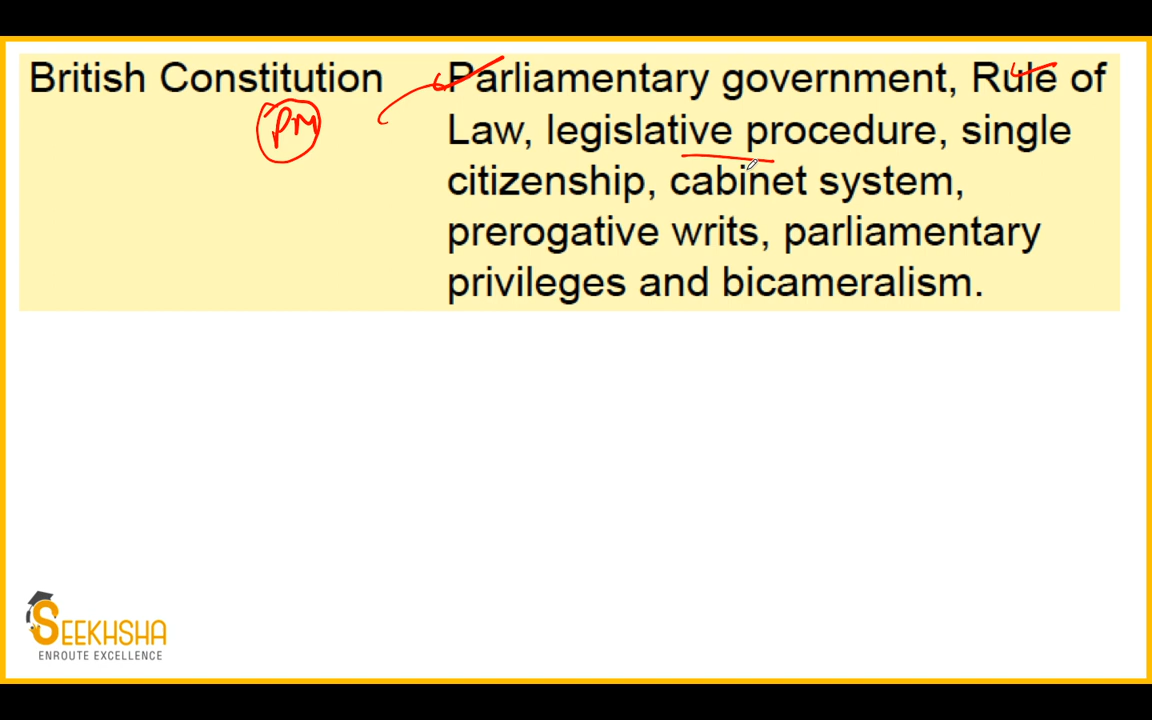 British Constitution
Parliamentary government, Rule of
Law, legislative procedure, single
citizenship, cabinet system,
prerogative writs, parliamentary
privileges and bicameralism.
PM
SEEKHSHA
ENROUTE EXCELLENCE